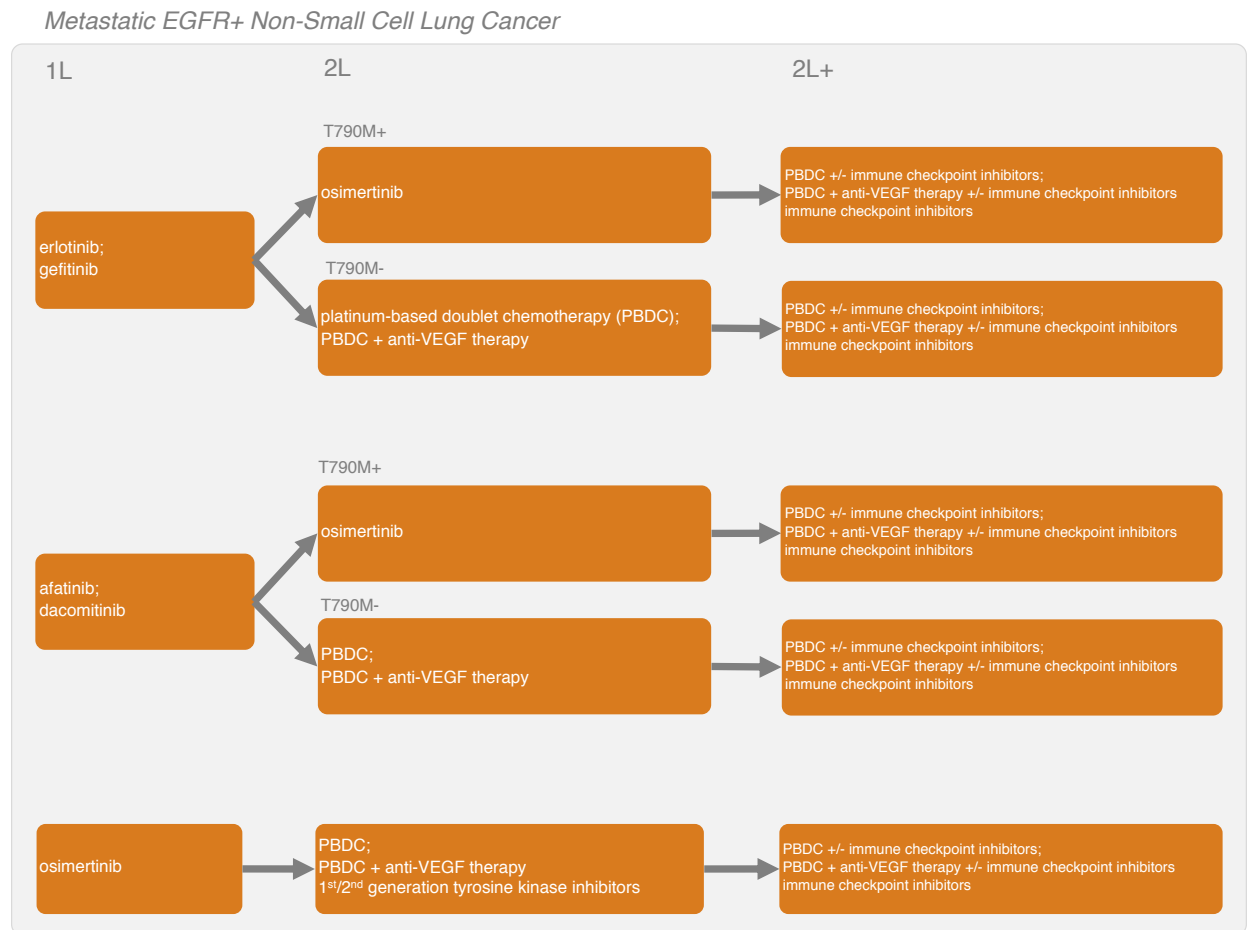 Metastatic EGFR+ Non-Small Cell Lung Cancer
1L
2L
2L+
T790M+
erlotinib;
gefitinib
osimertinib
PBDC +/- immune checkpoint inhibitors;
PBDC + anti-VEGF therapy +/- immune checkpoint inhibitors
immune checkpoint inhibitors
T790M-
platinum-based doublet chemotherapy (PBDC);
PBDC + anti-VEGF therapy
PBDC +/- immune checkpoint inhibitors;
PBDC + anti-VEGF therapy +/- immune checkpoint inhibitors
immune checkpoint inhibitors
T790M+
afatinib;
dacomitinib
osimertinib
PBDC +/- immune checkpoint inhibitors;
PBDC + anti-VEGF therapy +/- immune checkpoint inhibitors
immune checkpoint inhibitors
T790M-
PBDC;
PBDC + anti-VEGF therapy
PBDC +/- immune checkpoint inhibitors;
PBDC + anti-VEGF therapy +/- immune checkpoint inhibitors
immune checkpoint inhibitors
osimertinib
PBDC;
PBDC + anti-VEGF therapy
1st/2nd generation tyrosine kinase inhibitors
PBDC +/- immune checkpoint inhibitors;
PBDC + anti-VEGF therapy +/- immune checkpoint inhibitors
immune checkpoint inhibitors